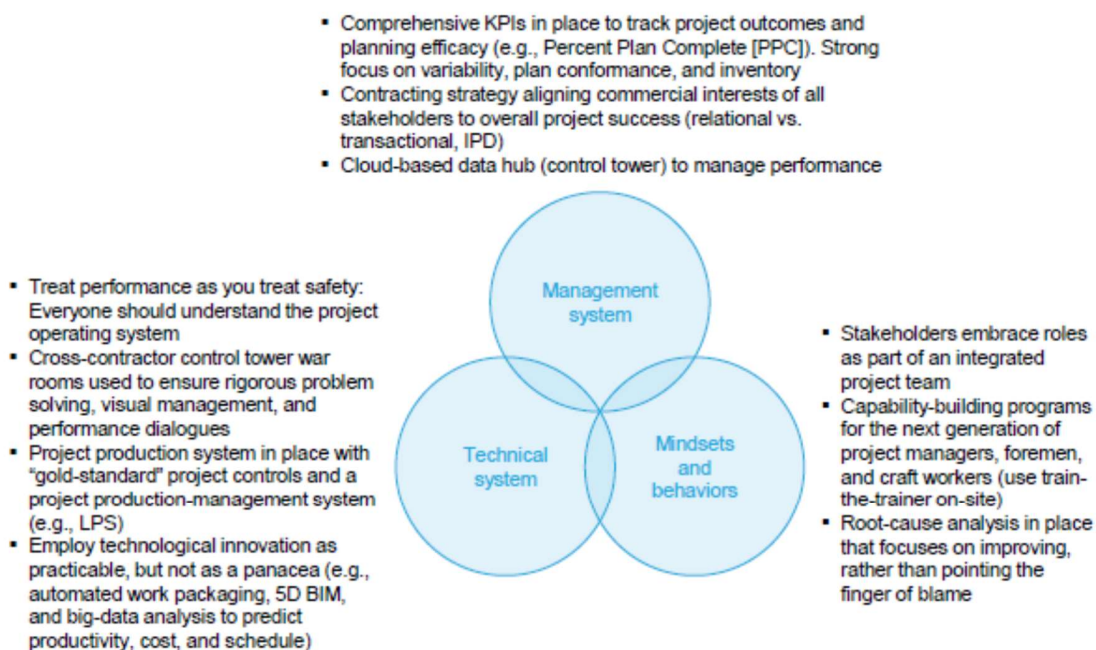 ▪ Comprehensive KPIs in place to track project outcomes and
planning efficacy (e.g., Percent Plan Complete [PPC]). Strong
focus on variability, plan conformance, and inventory
▪ Contracting strategy aligning commercial interests of all
stakeholders to overall project success (relational vs.
transactional, IPD)
▪ Cloud-based data hub (control tower) to manage performance
Management
system
▪ Treat performance as you treat safety:
Everyone should understand the project
operating system
▪ Cross-contractor control tower war
rooms used to ensure rigorous problem
solving, visual management, and
performance dialogues
▪ Project production system in place with
“gold-standard” project controls and a
project production-management system
(e.g., LPS)
▪ Employ technological innovation as
practicable, but not as a panacea (e.g.,
automated work packaging, 5D BIM,
and big-data analysis to predict
productivity, cost, and schedule)
Technical
system
Mindsets
and
behaviors
▪ Stakeholders embrace roles
as part of an integrated
project team
▪ Capability-building programs
for the next generation of
project managers, foremen,
and craft workers (use train-
the-trainer on-site)
▪ Root-cause analysis in place
that focuses on improving,
rather than pointing the
finger of blame